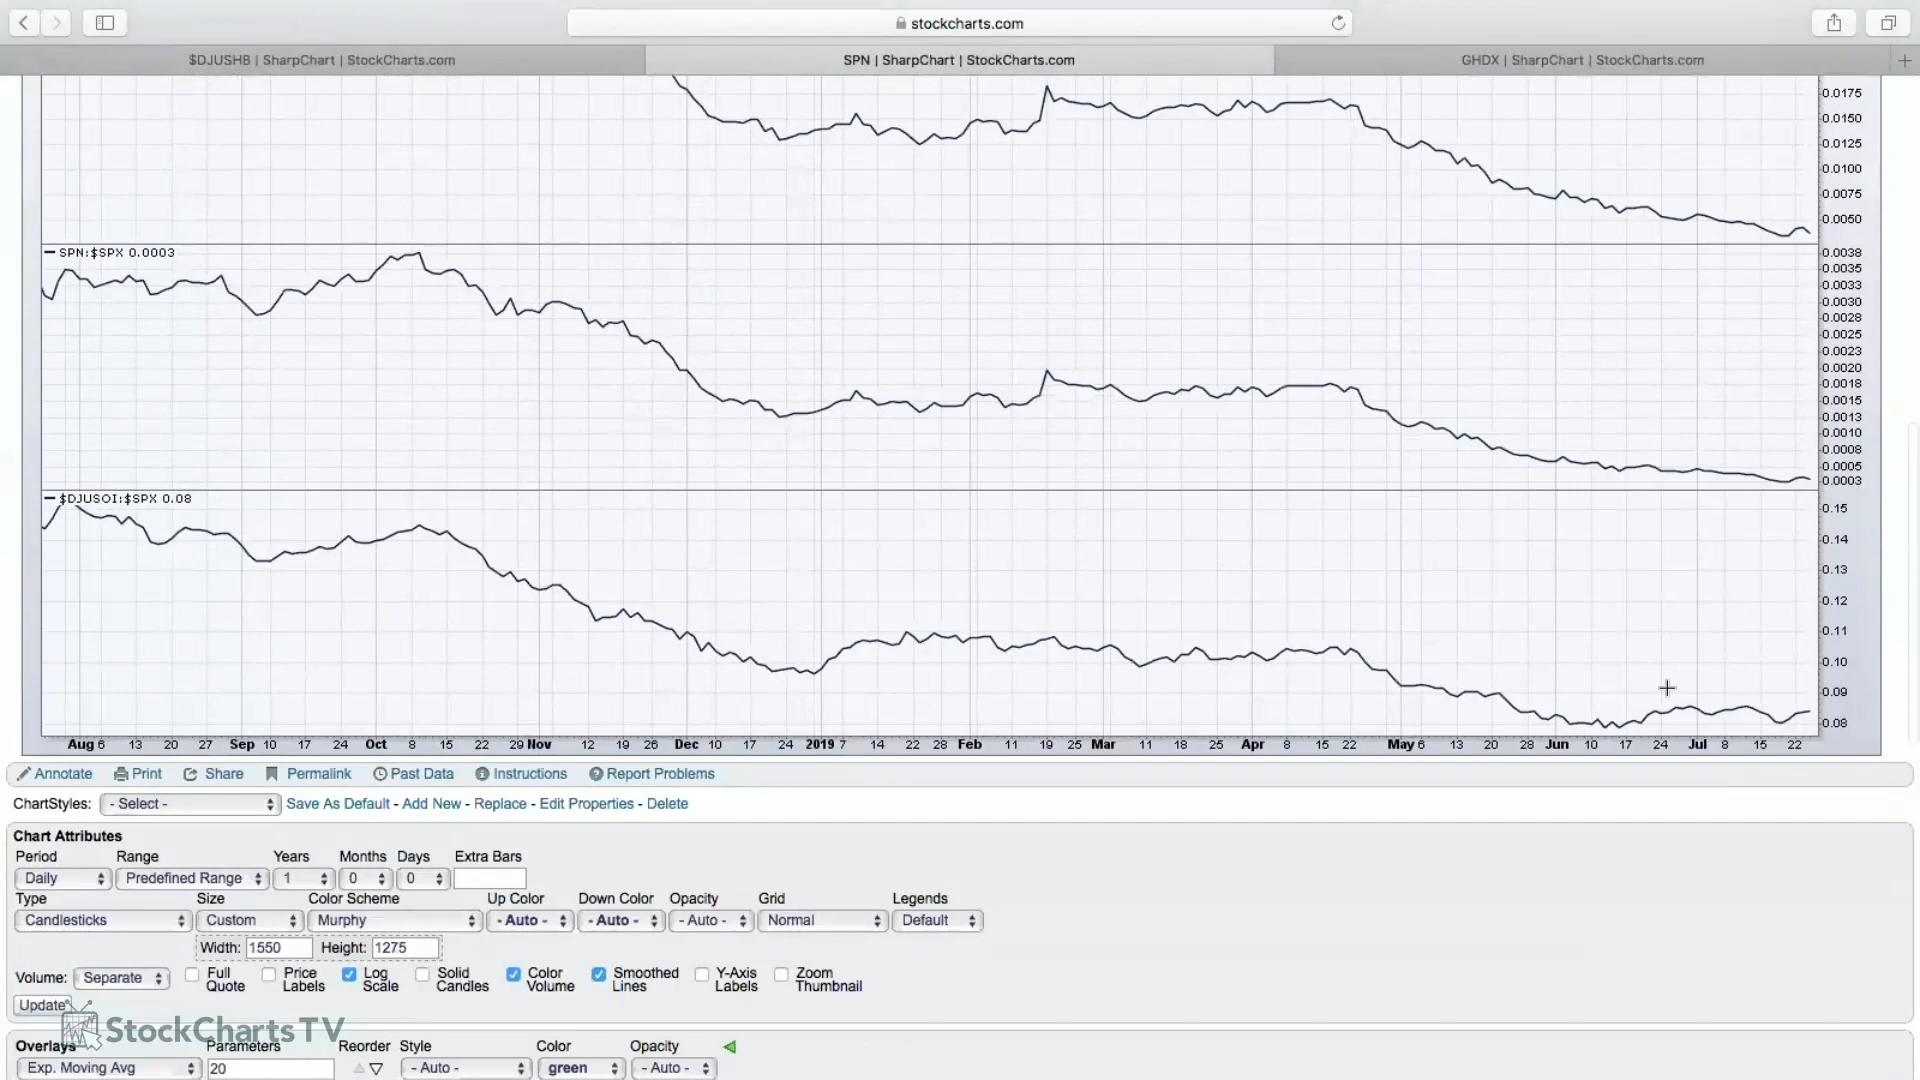 stockcharts.com
$DJUSHB | SharpChart | StockCharts.com
SPN | SharpChart | StockCharts.com
GHDX | SharpChart | StockCharts.com
0.0175
0.0150
0.0125
0.0100
0.0075
0.0050
SPN:$SPX 0.0003
0.0038
0.0035
0.0033
0.0030
0.0028
0.0025
0.0023
0.0020
0.0018
0.0015
0.0013
0.0010
0.0008
0.0005
0.0003
$DJUSOI:$SPX 0.08
0.15
0.14
0.13
0.12
0.11
0.10
0.09
0.08
Aug 6 13 20 27 Sep 10 17 24 Oct 8 15 22 29 Nov 12 19 26 Dec 10 17 24 2019 7 14 22 28 Feb 11 19 25 Mar 11 18 25 Apr 8 15 22 May 6 13 20 28 Jun 10 17 24 Jul 8 15 22
Annotate Print Share Permalink Past Data Instructions Report Problems
ChartStyles: - Select - Save As Default - Add New - Replace - Edit Properties - Delete
Chart Attributes
Period Range Years Months Days Extra Bars
Daily Predefined Range 1 0 0
Type Size Color Scheme Up Color Down Color Opacity Grid Legends
Candlesticks Custom Murphy - Auto - - Auto - - Auto - Normal Default
Width: 1550 Height: 1275
Volume: Separate Full Quote Price Labels Log Scale Solid Candles Color Volume Smoothed Lines Y-Axis Labels Zoom Thumbnail
Update
StockCharts TV
Overlays Parameters Reorder Style Color Opacity
Exp. Moving Avg 20 - Auto - green - Auto -